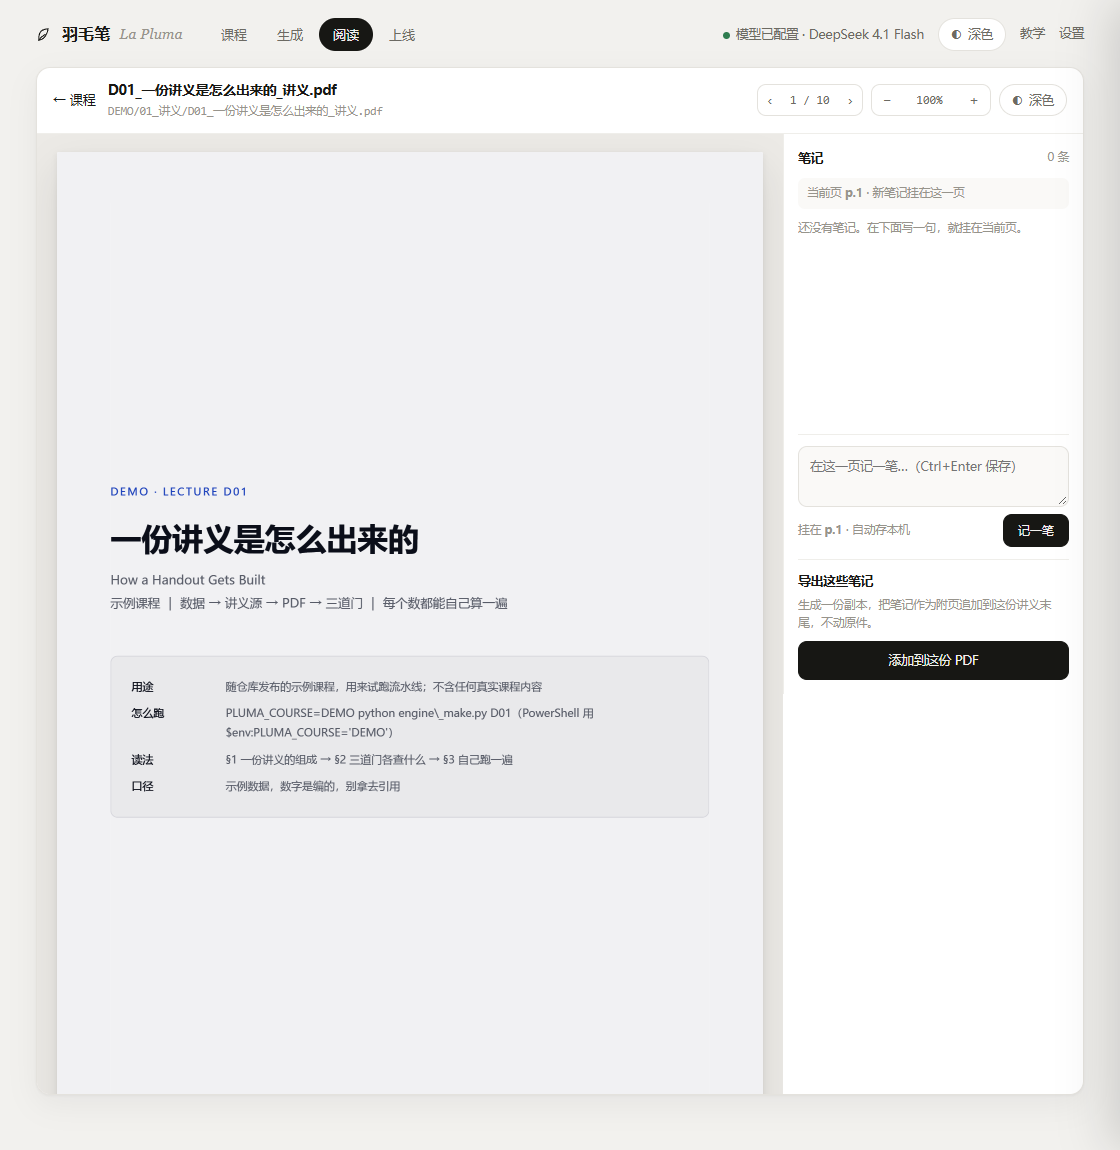 羽毛笔 La Pluma 课程 生成 阅读 上线 模型已配置 · DeepSeek 4.1 Flash 深色 教学 设置
← 课程
D01_一份讲义是怎么出来的_讲义.pdf
DEMO/01_讲义/D01_一份讲义是怎么出来的_讲义.pdf
‹ 1 / 10 › − 100% + 深色
DEMO · LECTURE D01
一份讲义是怎么出来的
How a Handout Gets Built
示例课程 | 数据 → 讲义源 → PDF → 三道门 | 每个数都能自己算一遍
用途 随仓库发布的示例课程，用来试跑流水线；不含任何真实课程内容
怎么跑 PLUMA_COURSE=DEMO python engine\_make.py D01（PowerShell 用
$env:PLUMA_COURSE='DEMO'）
读法 §1 一份讲义的组成 → §2 三道门各查什么 → §3 自己跑一遍
口径 示例数据，数字是编的，别拿去引用
笔记 0 条
当前页 p.1 · 新笔记挂在这一页
还没有笔记。在下面写一句，就挂在当前页。
在这一页记一笔…（Ctrl+Enter 保存）
挂在 p.1 · 自动存本机 记一笔
导出这些笔记
生成一份副本，把笔记作为附页追加到这份讲义末
尾，不动原件。
添加到这份 PDF